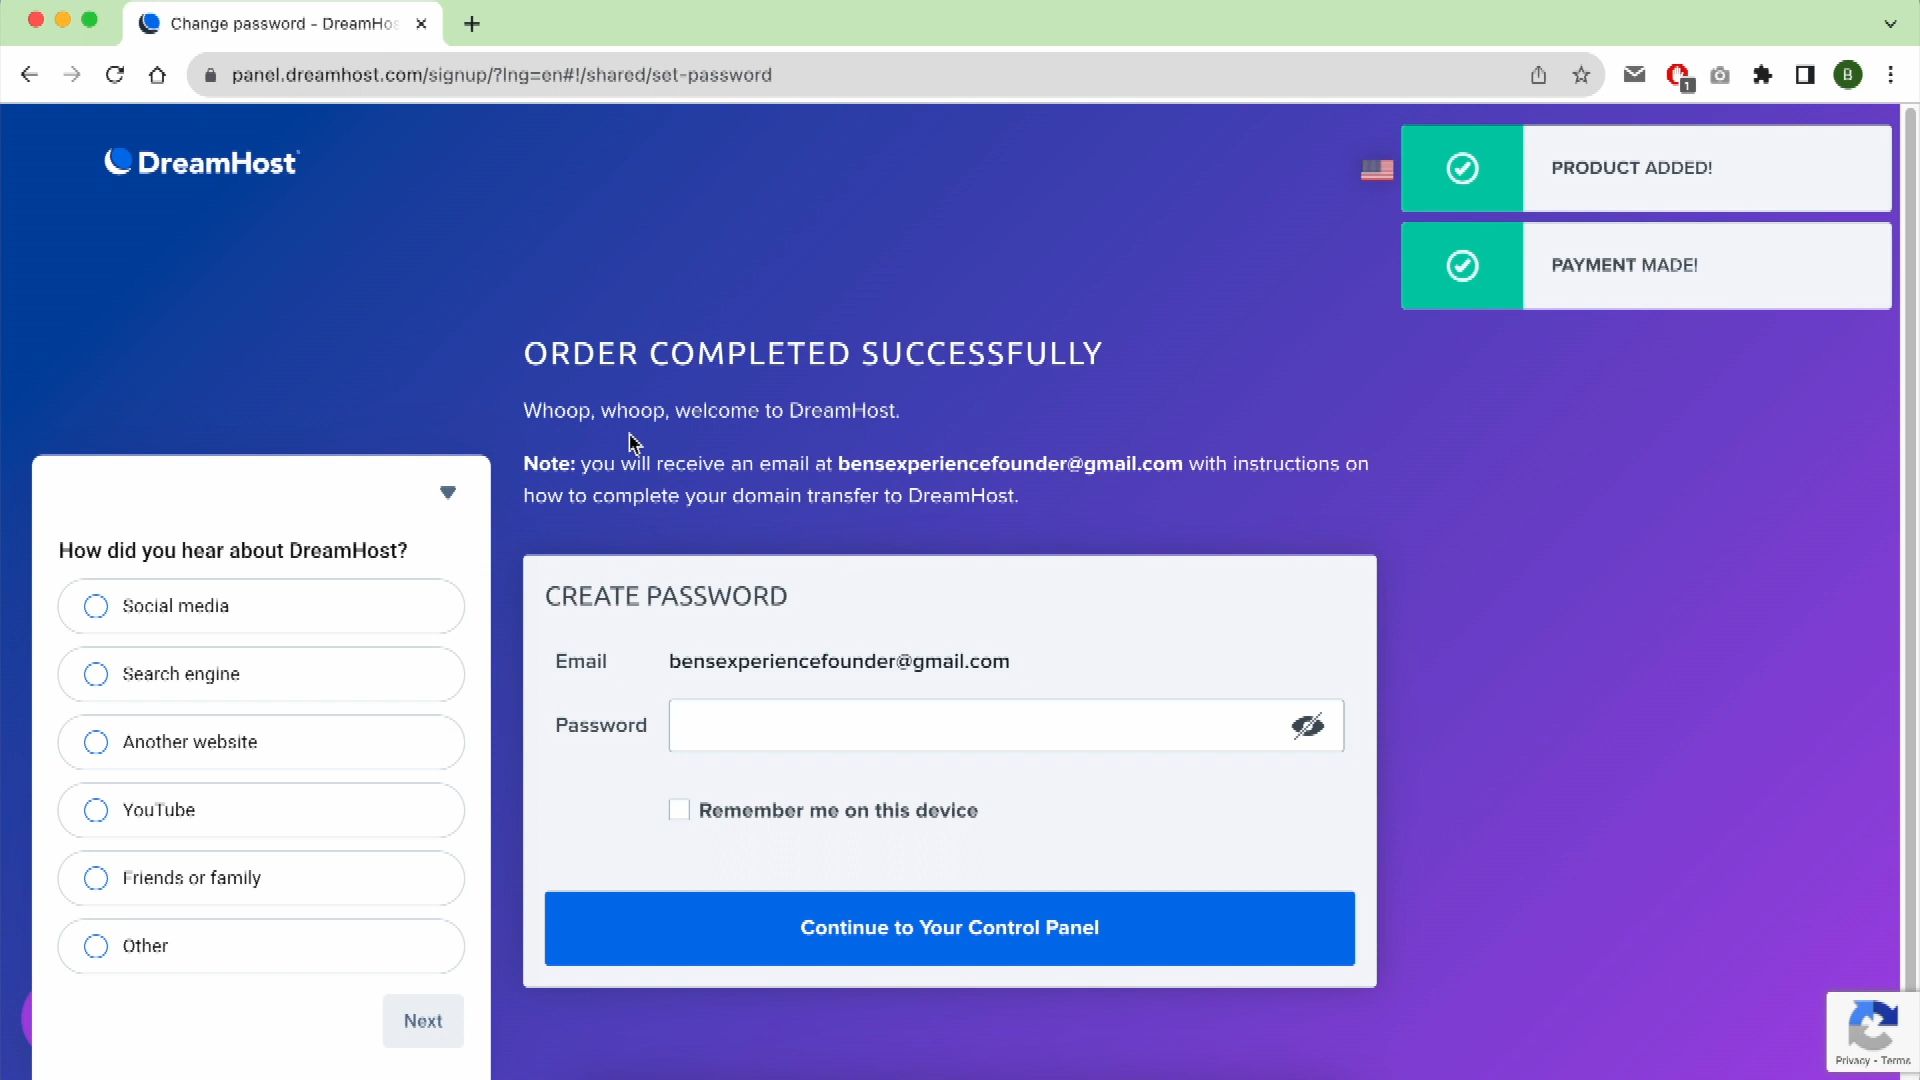 Change password - DreamHos
panel.dreamhost.com/signup/?lng=en#!/shared/set-password
1
B
DreamHost
PRODUCT ADDED!
PAYMENT MADE!
ORDER COMPLETED SUCCESSFULLY
Whoop, whoop, welcome to DreamHost.
Note: you will receive an email at bensexperiencefounder@gmail.com with instructions on
how to complete your domain transfer to DreamHost.
How did you hear about DreamHost?
Social media
Search engine
Another website
YouTube
Friends or family
Other
Next
CREATE PASSWORD
Email bensexperiencefounder@gmail.com
Password
Remember me on this device
Continue to Your Control Panel
Privacy - Terms